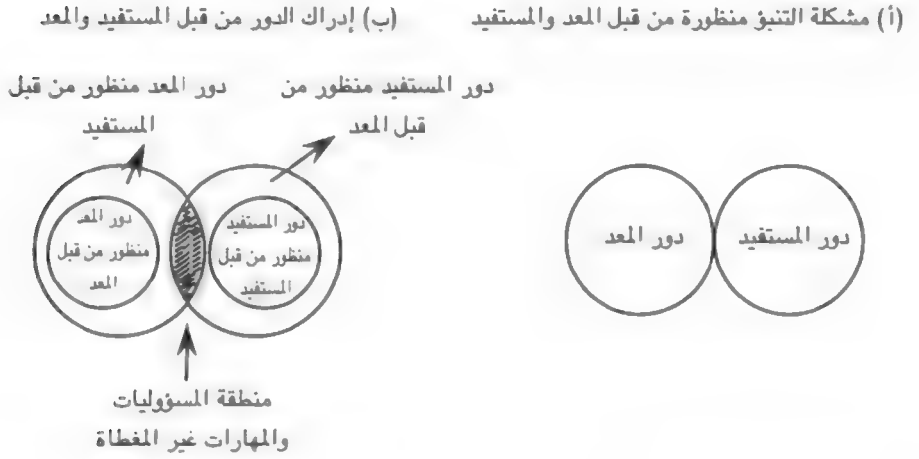 (أ) مشكلة التنبؤ منظورة من قبل المعد والمستفيد
(ب) إدراك الدور من قبل المستفيد والمعد
دور المستفيد منظور من
قبل المعد
دور المعد منظور من قبل
المستفيد
دور المستفيد
دور المعد
دور المستفيد
منظور من قبل
المستفيد
دور المعد
منظور من قبل
المعد
منطقة المسؤوليات
والمهارات غير المغطاة